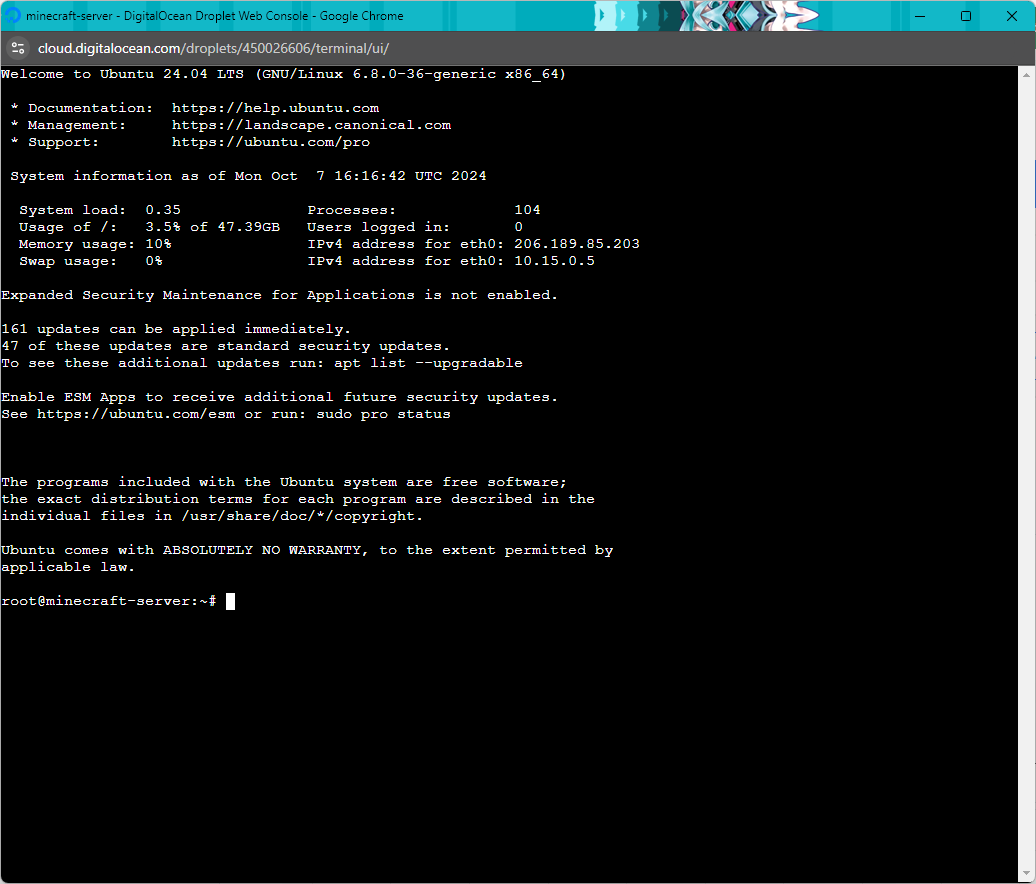 minecraft-server - DigitalOcean Droplet Web Console - Google Chrome
cloud.digitalocean.com/droplets/450026606/terminal/ui/
Welcome to Ubuntu 24.04 LTS (GNU/Linux 6.8.0-36-generic x86_64)
* Documentation:  https://help.ubuntu.com
* Management:     https://landscape.canonical.com
* Support:        https://ubuntu.com/pro
System information as of Mon Oct  7 16:16:42 UTC 2024
System load:  0.35              Processes:             104
Usage of /:   3.5% of 47.39GB   Users logged in:       0
Memory usage: 10%               IPv4 address for eth0: 206.189.85.203
Swap usage:   0%                IPv4 address for eth0: 10.15.0.5
Expanded Security Maintenance for Applications is not enabled.
161 updates can be applied immediately.
47 of these updates are standard security updates.
To see these additional updates run: apt list --upgradable
Enable ESM Apps to receive additional future security updates.
See https://ubuntu.com/esm or run: sudo pro status
The programs included with the Ubuntu system are free software;
the exact distribution terms for each program are described in the
individual files in /usr/share/doc/*/copyright.
Ubuntu comes with ABSOLUTELY NO WARRANTY, to the extent permitted by
applicable law.
root@minecraft-server:~#